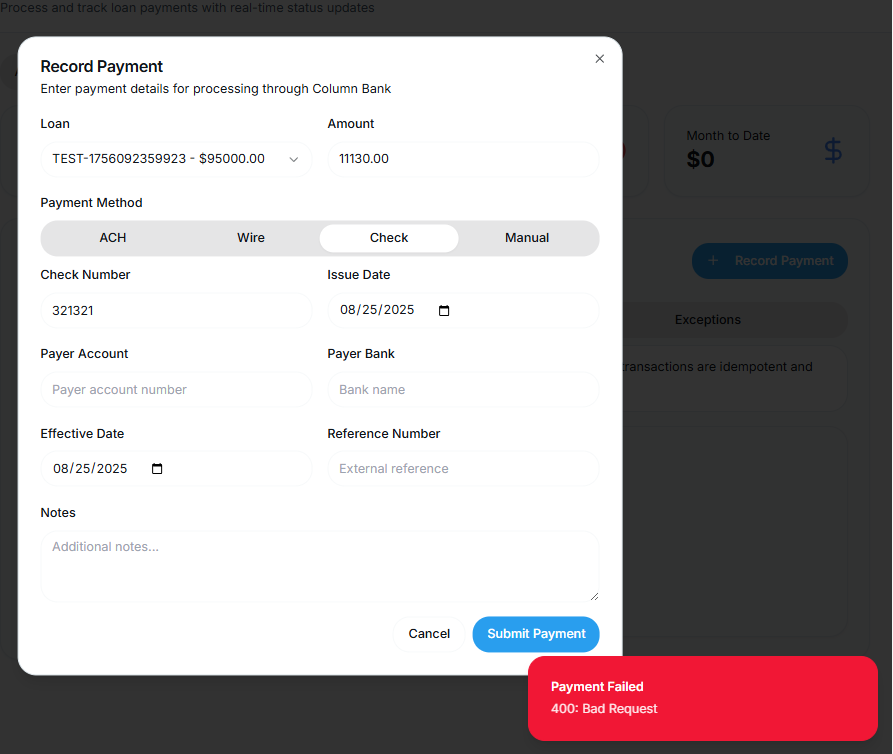 Process and track loan payments with real-time status updates
Record Payment
Enter payment details for processing through Column Bank
Loan
Amount
TEST-1756092359923 - $95000.00
11130.00
Month to Date
$0
$
Payment Method
ACH
Wire
Check
Manual
Check Number
Issue Date
+ Record Payment
321321
08/25/2025
Exceptions
Payer Account
Payer Bank
transactions are idempotent and
Payer account number
Bank name
Effective Date
Reference Number
08/25/2025
External reference
Notes
Additional notes...
Cancel
Submit Payment
Payment Failed
400: Bad Request